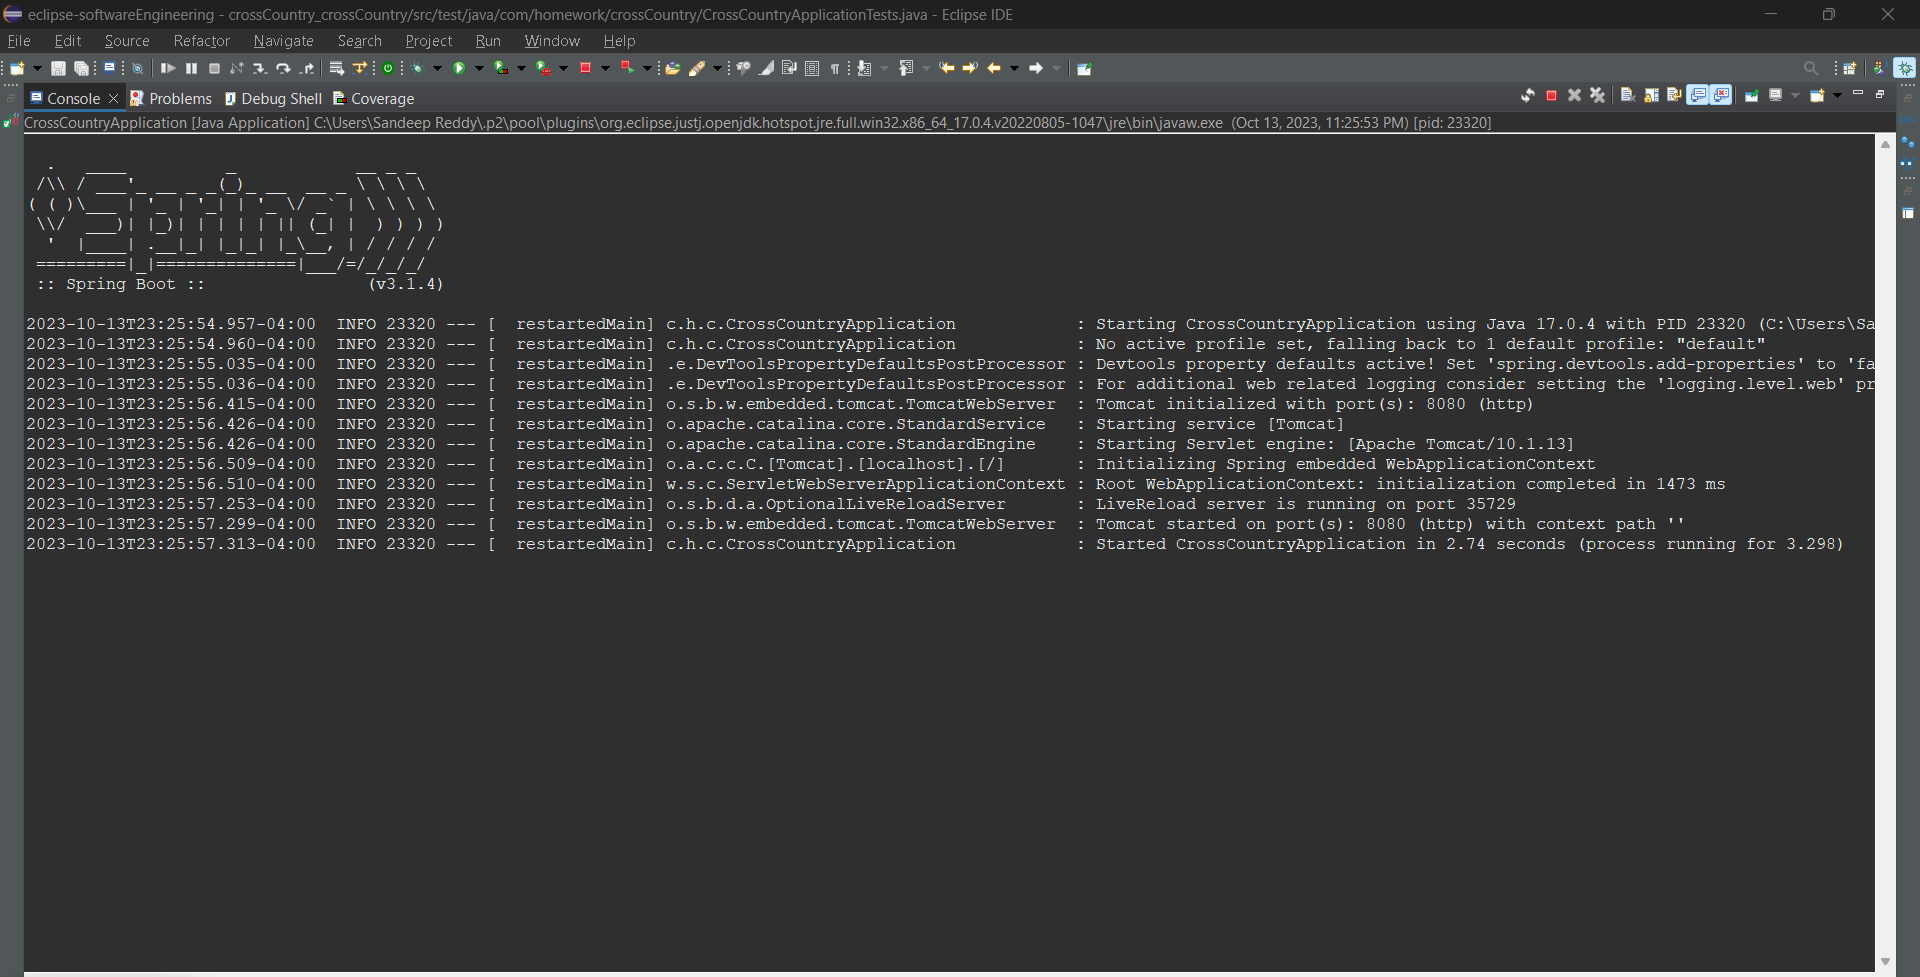 eclipse-softwareEngineering - crossCountry_crossCountry/src/test/java/com/homework/crossCountry/CrossCountryApplicationTests.java - Eclipse IDE
File Edit Source Refactor Navigate Search Project Run Window Help
Console Problems Debug Shell Coverage
CrossCountryApplication [Java Application] C:\Users\Sandeep Reddy\.p2\pool\plugins\org.eclipse.justj.openjdk.hotspot.jre.full.win32.x86_64_17.0.4.v20220805-1047\jre\bin\javaw.exe (Oct 13, 2023, 11:25:53 PM) [pid: 23320]
  .   ____          _            __ _ _
 /\\ / ___'_ __ _ _(_)_ __  __ _ \ \ \ \
( ( )\___ | '_ | '_| | '_ \/ _` | \ \ \ \
 \\/  ___)| |_)| | | | | || (_| |  ) ) ) )
  '  |____| .__|_| |_|_| |_\__, | / / / /
 =========|_|==============|___/=/_/_/_/
 :: Spring Boot ::                (v3.1.4)
2023-10-13T23:25:54.957-04:00  INFO 23320 --- [  restartedMain] c.h.c.CrossCountryApplication            : Starting CrossCountryApplication using Java 17.0.4 with PID 23320 (C:\Users\Sa
2023-10-13T23:25:54.960-04:00  INFO 23320 --- [  restartedMain] c.h.c.CrossCountryApplication            : No active profile set, falling back to 1 default profile: "default"
2023-10-13T23:25:55.035-04:00  INFO 23320 --- [  restartedMain] .e.DevToolsPropertyDefaultsPostProcessor : Devtools property defaults active! Set 'spring.devtools.add-properties' to 'fa
2023-10-13T23:25:55.036-04:00  INFO 23320 --- [  restartedMain] .e.DevToolsPropertyDefaultsPostProcessor : For additional web related logging consider setting the 'logging.level.web' pr
2023-10-13T23:25:56.415-04:00  INFO 23320 --- [  restartedMain] o.s.b.w.embedded.tomcat.TomcatWebServer  : Tomcat initialized with port(s): 8080 (http)
2023-10-13T23:25:56.426-04:00  INFO 23320 --- [  restartedMain] o.apache.catalina.core.StandardService   : Starting service [Tomcat]
2023-10-13T23:25:56.426-04:00  INFO 23320 --- [  restartedMain] o.apache.catalina.core.StandardEngine    : Starting Servlet engine: [Apache Tomcat/10.1.13]
2023-10-13T23:25:56.509-04:00  INFO 23320 --- [  restartedMain] o.a.c.c.C.[Tomcat].[localhost].[/]       : Initializing Spring embedded WebApplicationContext
2023-10-13T23:25:56.510-04:00  INFO 23320 --- [  restartedMain] w.s.c.ServletWebServerApplicationContext : Root WebApplicationContext: initialization completed in 1473 ms
2023-10-13T23:25:57.253-04:00  INFO 23320 --- [  restartedMain] o.s.b.d.a.OptionalLiveReloadServer       : LiveReload server is running on port 35729
2023-10-13T23:25:57.299-04:00  INFO 23320 --- [  restartedMain] o.s.b.w.embedded.tomcat.TomcatWebServer  : Tomcat started on port(s): 8080 (http) with context path ''
2023-10-13T23:25:57.313-04:00  INFO 23320 --- [  restartedMain] c.h.c.CrossCountryApplication            : Started CrossCountryApplication in 2.74 seconds (process running for 3.298)